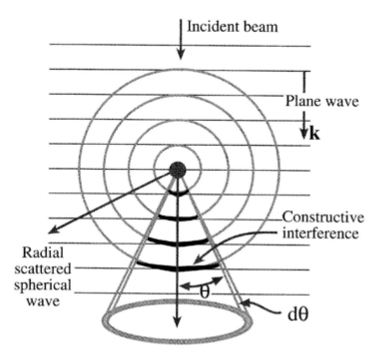 Incident beam
Plane wave
k
Constructive
interference
Radial
scattered
spherical
wave
θ
dθ